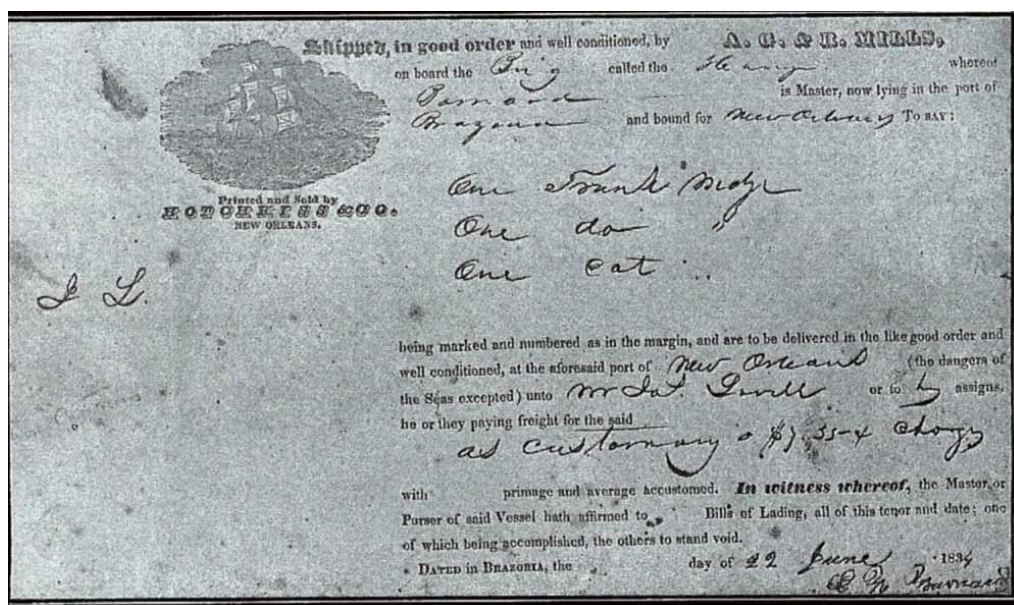 Shipped, in good order and well conditioned, by A. G. & R. MILLS,
on board the Brig called the whereof
is Master, now lying in the port of
Brazoria and bound for New Orleans To SAY:
Printed and Sold by
HOTCHKISS & CO.
NEW ORLEANS.
One Trunk Mdze
One do "
One cat "
J L.
being marked and numbered as in the margin, and are to be delivered in the like good order and
well conditioned, at the aforesaid port of New Orleans (the dangers of
the Seas excepted) unto Mr or to assigns,
he or they paying freight for the said
as customary
with primage and average accustomed. In witness whereof, the Master or
Purser of said Vessel hath affirmed to Bills of Lading, all of this tenor and date; one
of which being accomplished, the others to stand void.
DATED in BRAZORIA, the day of 22 June 1834